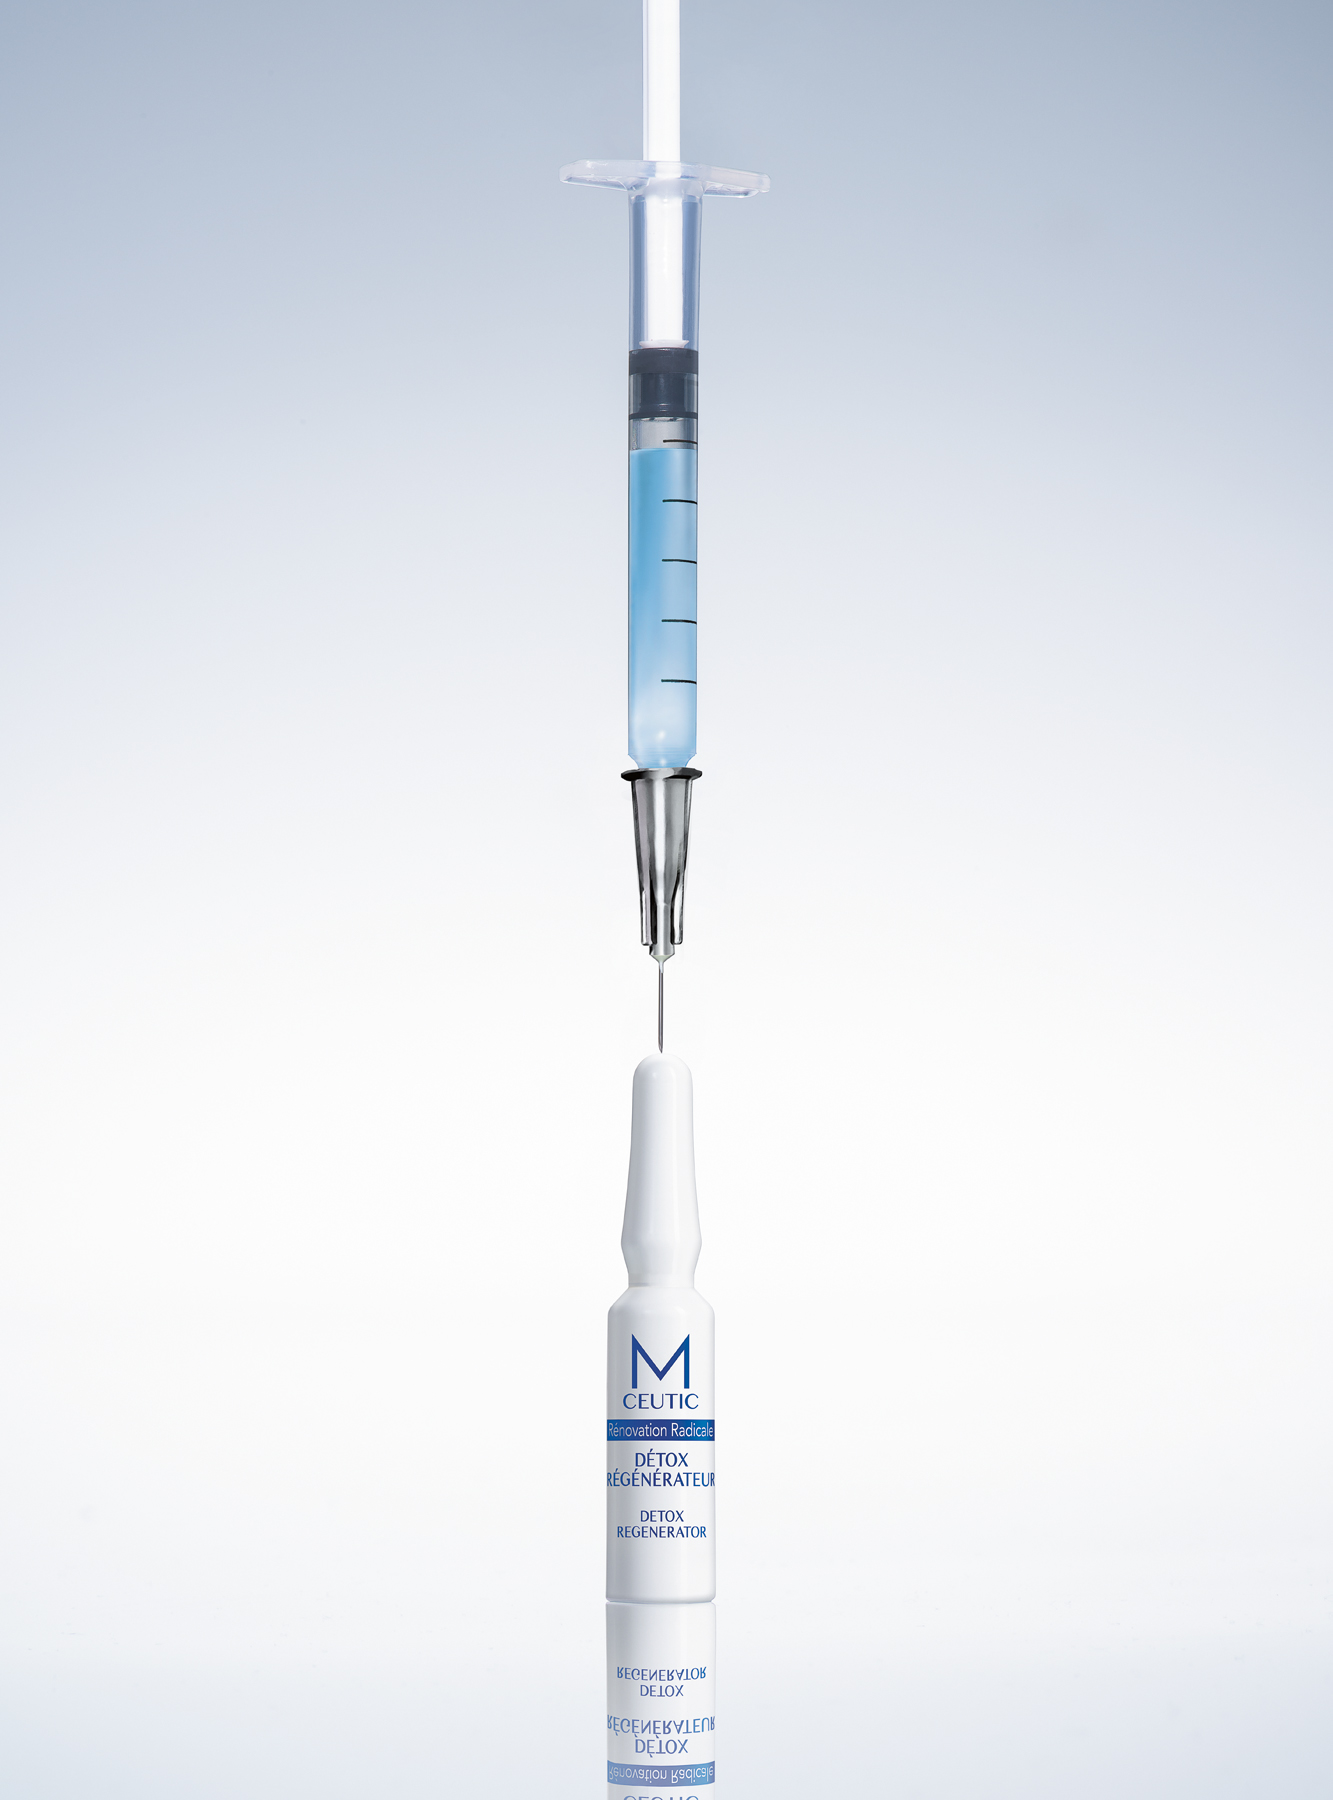 M
CEUTIC
Rénovation Radicale
DÉTOX
RÉGÉNÉRATEUR
DETOX
REGENERATOR